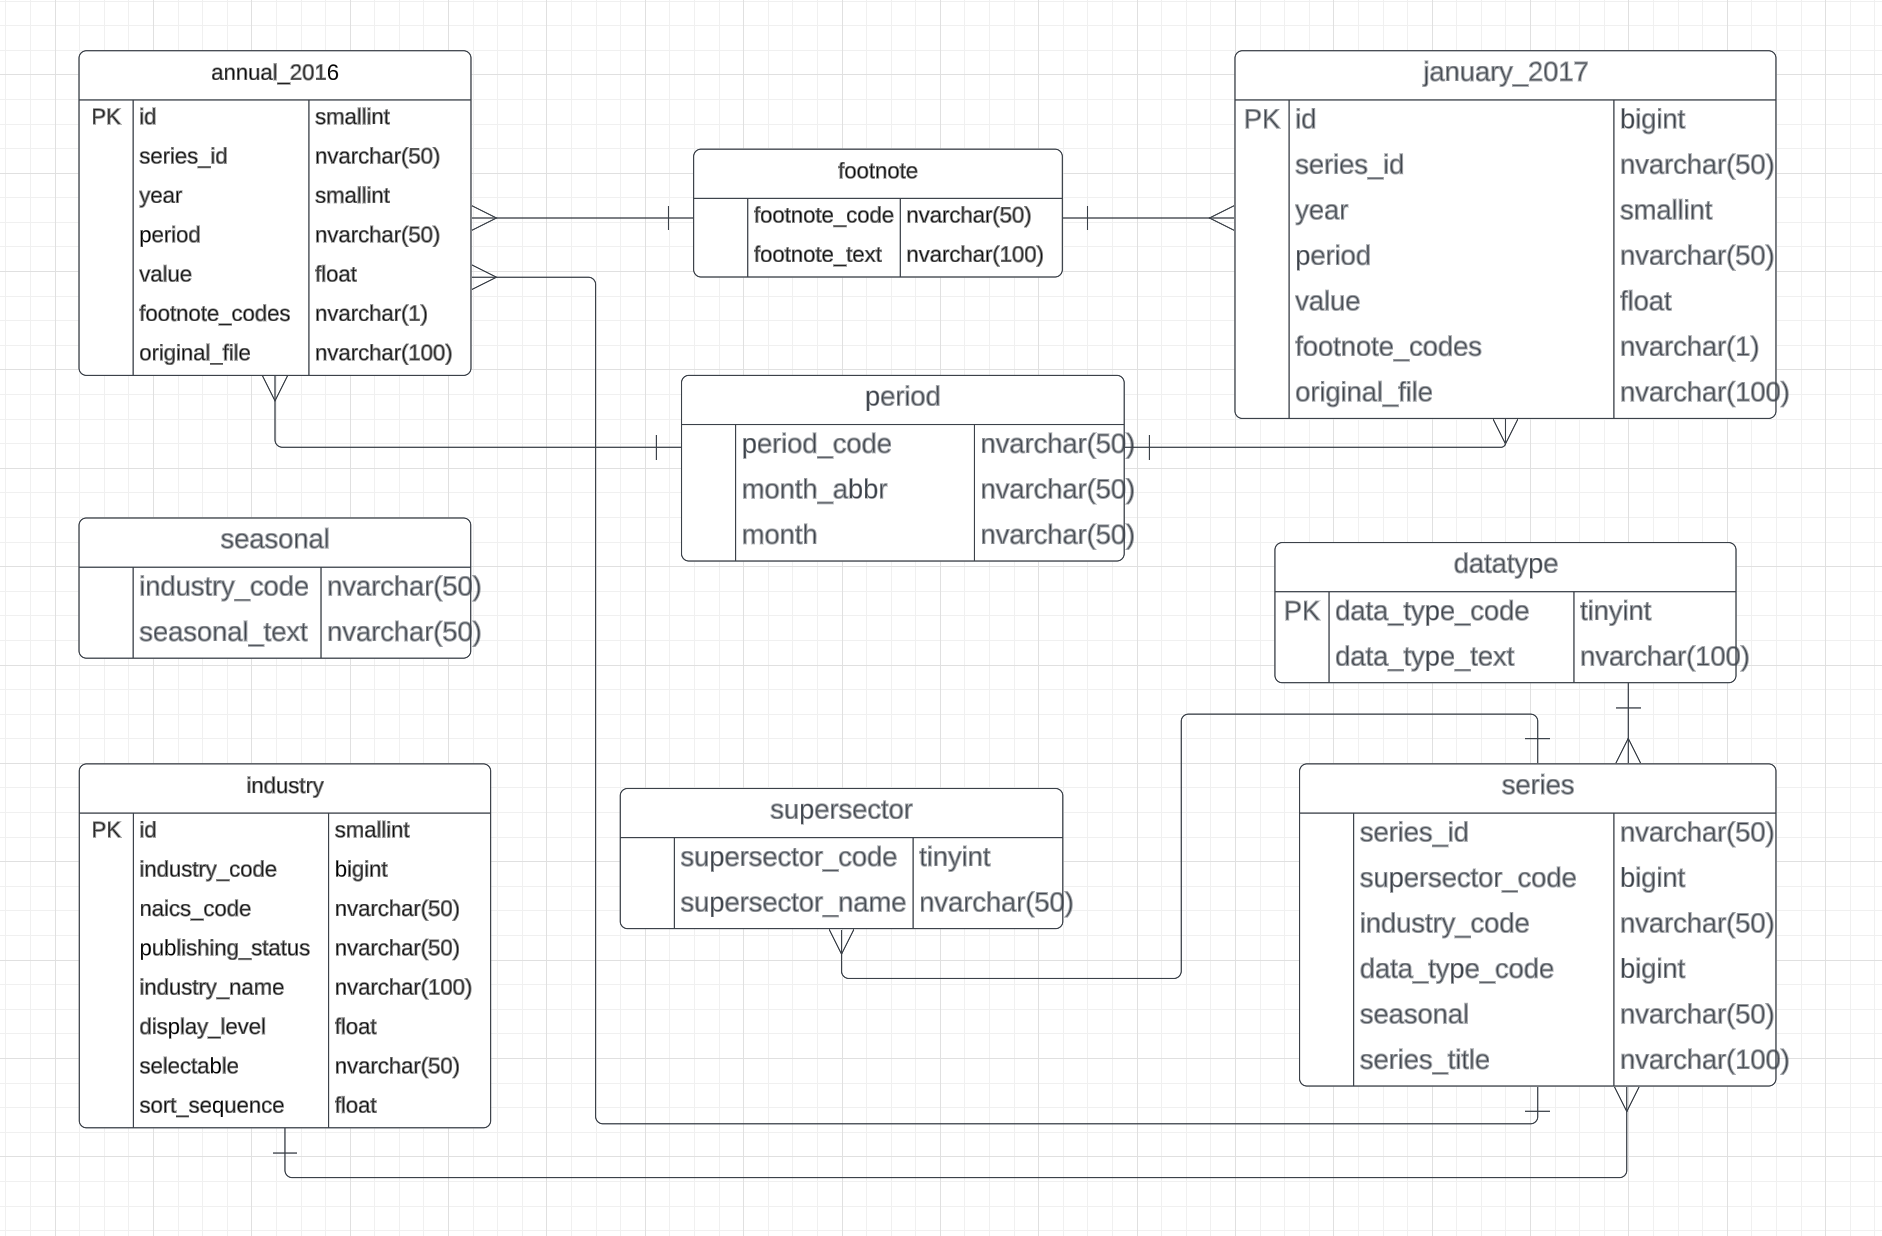 annual_2016
PK id smallint
series_id nvarchar(50)
year smallint
period nvarchar(50)
value float
footnote_codes nvarchar(1)
original_file nvarchar(100)
footnote
footnote_code nvarchar(50)
footnote_text nvarchar(100)
january_2017
PK id bigint
series_id nvarchar(50)
year smallint
period nvarchar(50)
value float
footnote_codes nvarchar(1)
original_file nvarchar(100)
period
period_code nvarchar(50)
month_abbr nvarchar(50)
month nvarchar(50)
seasonal
industry_code nvarchar(50)
seasonal_text nvarchar(50)
datatype
PK data_type_code tinyint
data_type_text nvarchar(100)
industry
PK id smallint
industry_code bigint
naics_code nvarchar(50)
publishing_status nvarchar(50)
industry_name nvarchar(100)
display_level float
selectable nvarchar(50)
sort_sequence float
supersector
supersector_code tinyint
supersector_name nvarchar(50)
series
series_id nvarchar(50)
supersector_code bigint
industry_code nvarchar(50)
data_type_code bigint
seasonal nvarchar(50)
series_title nvarchar(100)